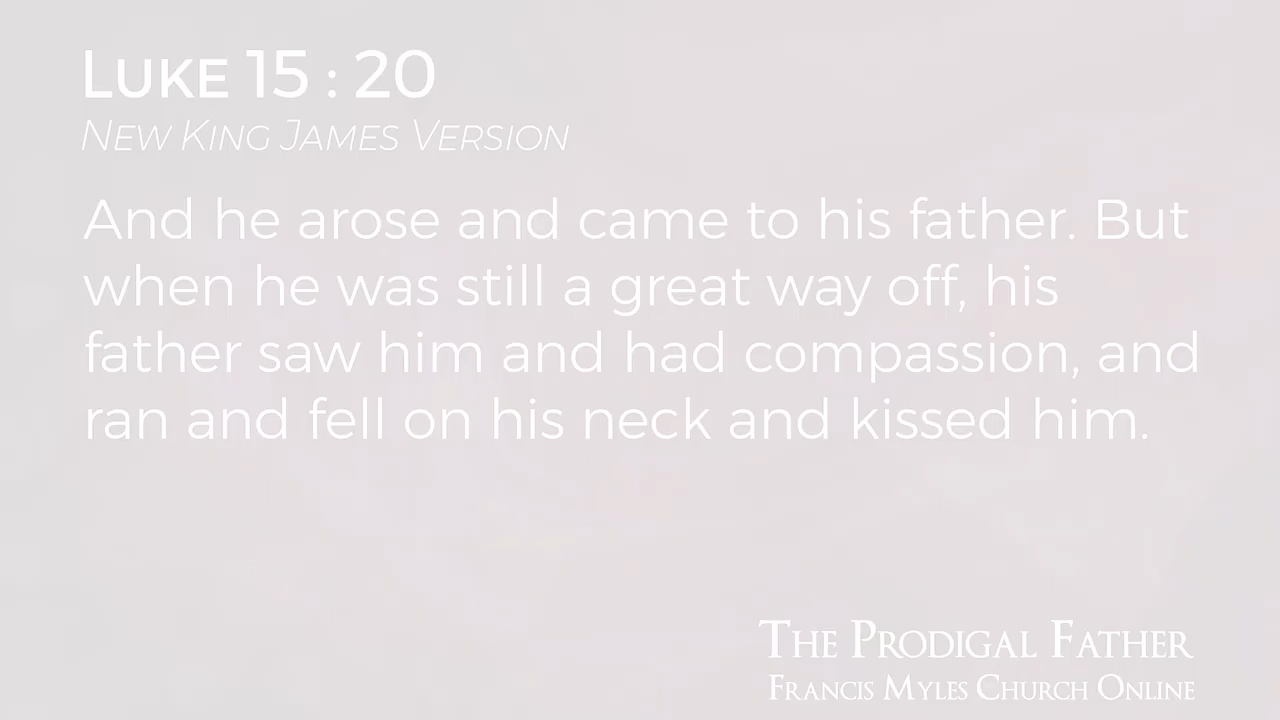 Luke 15 : 20
New King James Version
And he arose and came to his father. But
when he was still a great way off, his
father saw him and had compassion, and
ran and fell on his neck and kissed him.
The Prodigal Father
Francis Myles Church Online